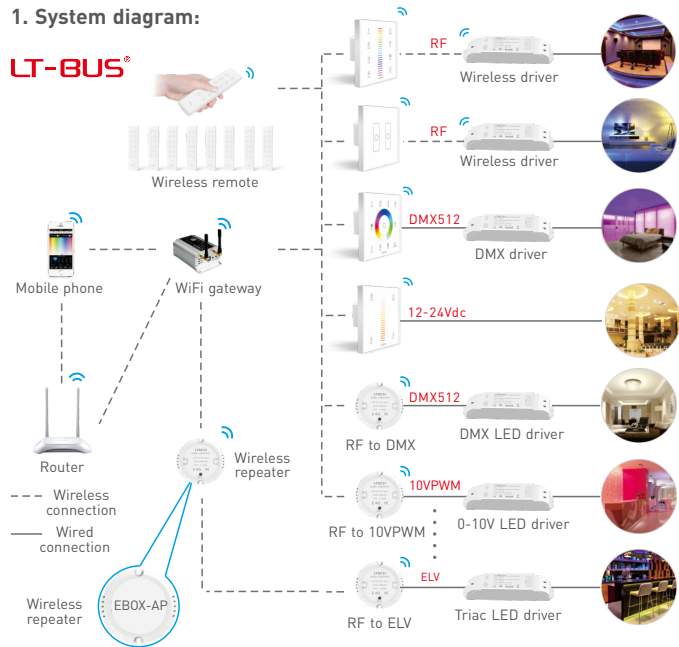 1. System diagram:
LT-BUS®
RF
Wireless driver
RF
Wireless driver
Wireless remote
DMX512
DMX driver
Mobile phone
WiFi gateway
12-24Vdc
DMX512
RF to DMX
DMX LED driver
Router
Wireless
repeater
Wireless
connection
Wired
connection
10VPWM
RF to 10VPWM
0-10V LED driver
Wireless
repeater
EBOX-AP
ELV
RF to ELV
Triac LED driver